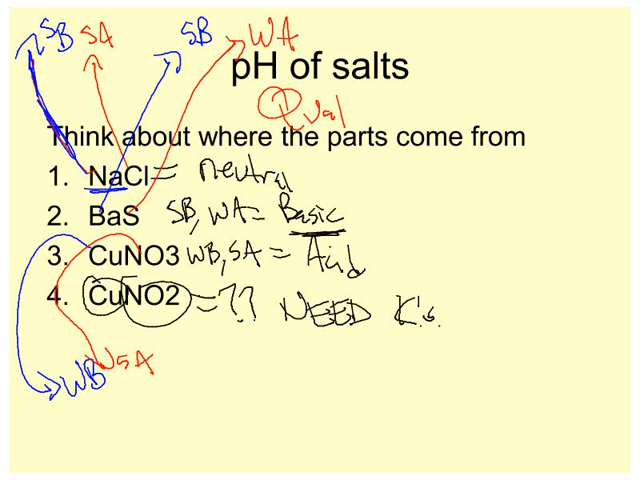 SB SA SB WA
pH of salts
Qual
Think about where the parts come from
1. NaCl = neutral
2. BaS SB, WA = Basic
3. CuNO3 WB, SA = Acid
4. CuNO2 = ?? NEED K's
WB SA